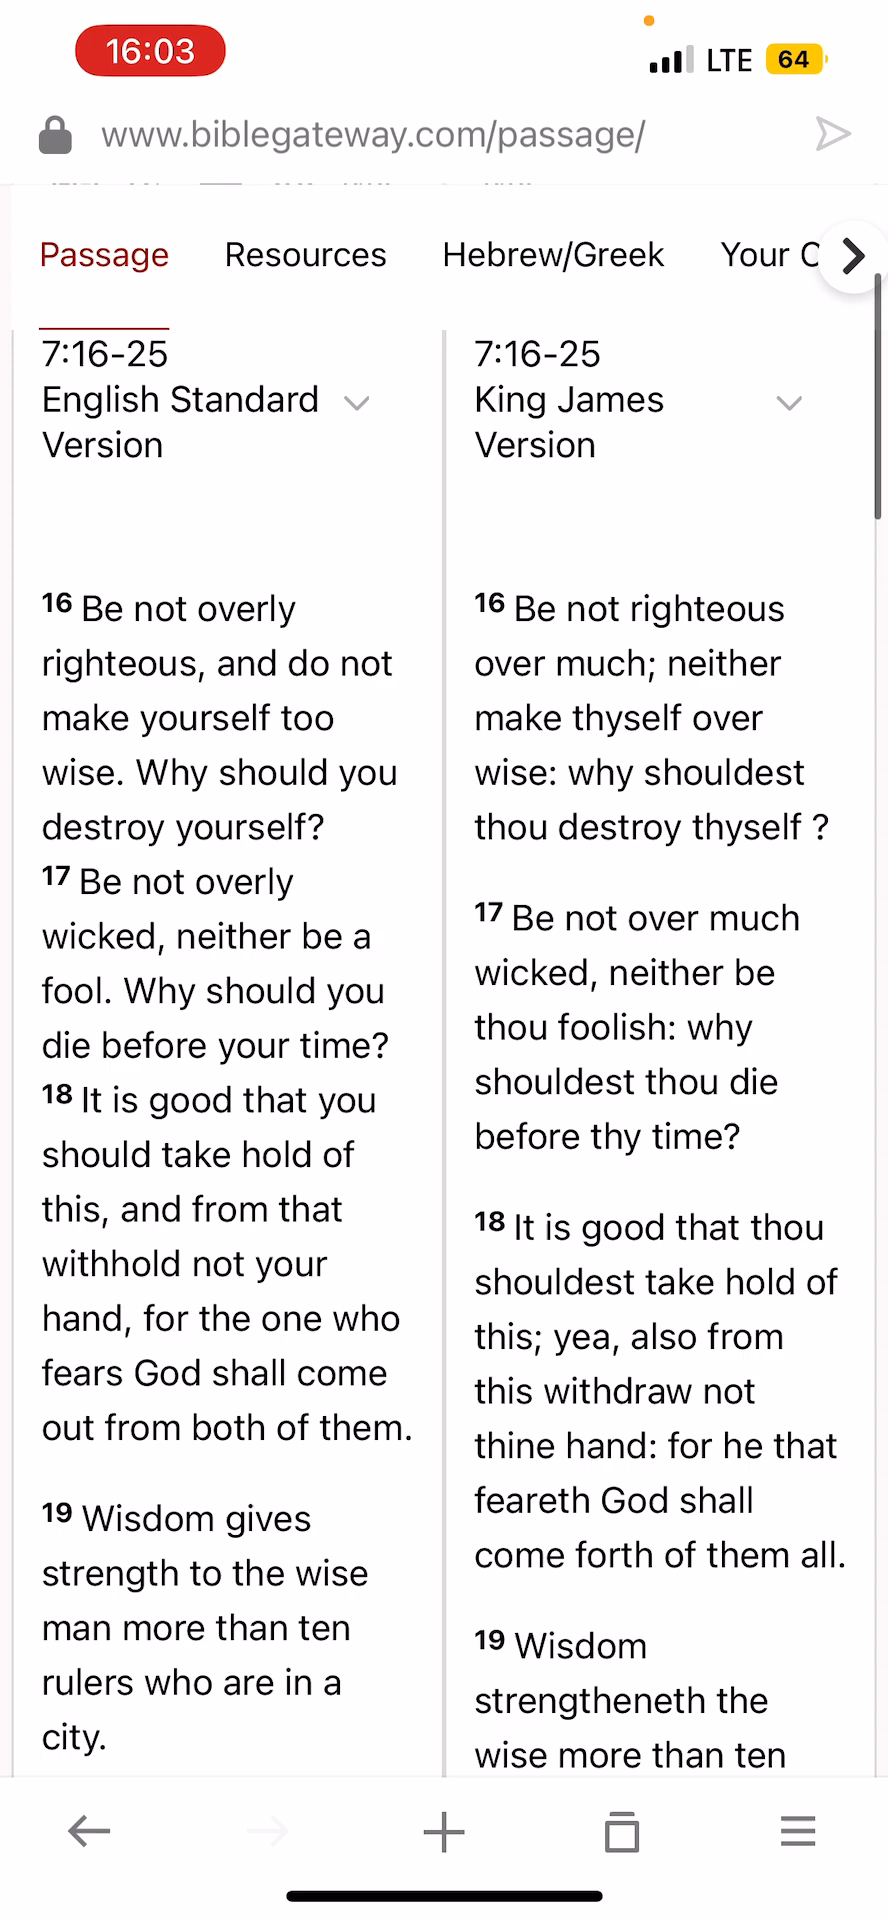 16:03
LTE 64
www.biblegateway.com/passage/
Passage Resources Hebrew/Greek Your
7:16-25
English Standard
Version
16 Be not overly
righteous, and do not
make yourself too
wise. Why should you
destroy yourself?
17 Be not overly
wicked, neither be a
fool. Why should you
die before your time?
18 It is good that you
should take hold of
this, and from that
withhold not your
hand, for the one who
fears God shall come
out from both of them.
19 Wisdom gives
strength to the wise
man more than ten
rulers who are in a
city.
7:16-25
King James
Version
16 Be not righteous
over much; neither
make thyself over
wise: why shouldest
thou destroy thyself ?
17 Be not over much
wicked, neither be
thou foolish: why
shouldest thou die
before thy time?
18 It is good that thou
shouldest take hold of
this; yea, also from
this withdraw not
thine hand: for he that
feareth God shall
come forth of them all.
19 Wisdom
strengtheneth the
wise more than ten